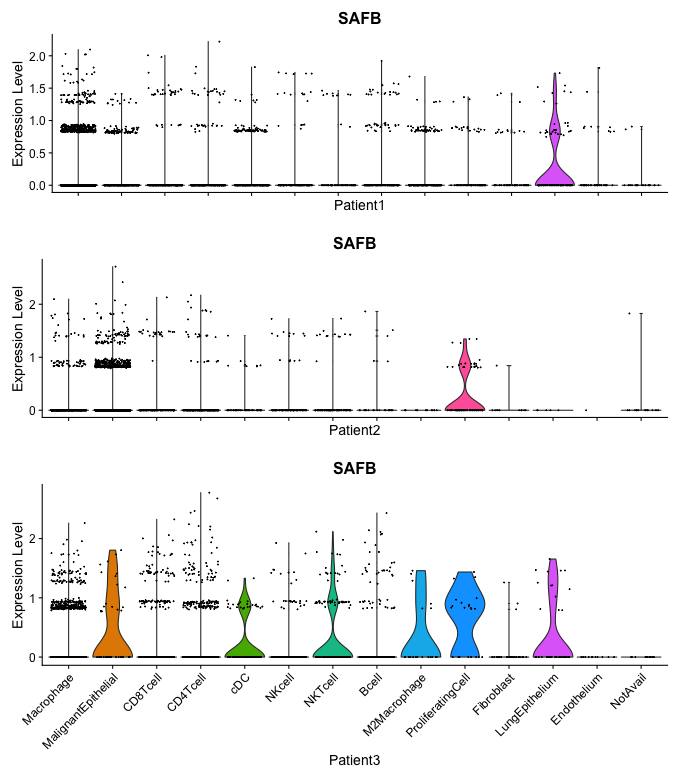 SAFB
Expression Level
2.0
1.5
1.0
0.5
0.0
Patient1
SAFB
Expression Level
2
1
0
Patient2
SAFB
Expression Level
2
1
0
Macrophage
MalignantEpithelial
CD8Tcell
CD4Tcell
cDC
NKcell
NKTcell
Bcell
M2Macrophage
ProliferatingCell
Fibroblast
LungEpithelium
Endothelium
NotAvail
Patient3